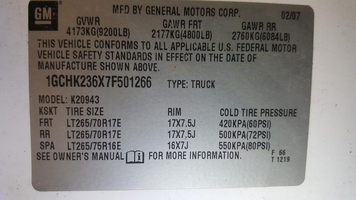 GM
MFD BY GENERAL MOTORS CORP. 02/07
GVWR GAWR FRT GAWR RR
4173KG(9200LB) 2177KG(4800LB) 2760KG(6084LB)
THIS VEHICLE CONFORMS TO ALL APPLICABLE U.S. FEDERAL MOTOR
VEHICLE SAFETY STANDARDS IN EFFECT ON THE DATE OF
MANUFACTURE SHOWN ABOVE.
1GCHK236X7F501266 TYPE: TRUCK
MODEL: K20943
KSKT TIRE SIZE RIM COLD TIRE PRESSURE
FRT LT265/70R17E 17X7.5J 420KPA(60PSI)
RR LT265/70R17E 17X7.5J 500KPA(72PSI)
SPA LT265/75R16E 16X7J 550KPA(80PSI)
SEE OWNER'S MANUAL FOR MORE INFORMATION. F 66
T 1219